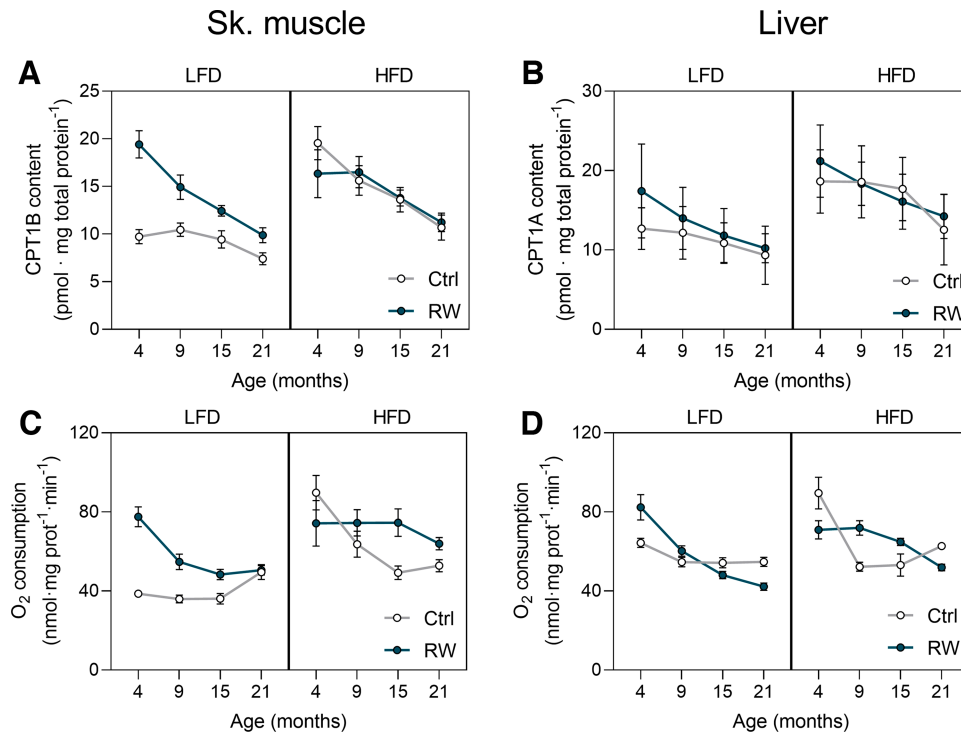 Sk. muscle
Liver
A
LFD
HFD
CPT1B content
(pmol · mg total protein⁻¹)
25
20
15
10
5
0
Ctrl
RW
4 9 15 21 4 9 15 21
Age (months)
B
LFD
HFD
CPT1A content
(pmol · mg total protein⁻¹)
30
20
10
0
Ctrl
RW
4 9 15 21 4 9 15 21
Age (months)
C
LFD
HFD
O₂ consumption
(nmol·mg prot⁻¹·min⁻¹)
120
80
40
0
Ctrl
RW
4 9 15 21 4 9 15 21
Age (months)
D
LFD
HFD
O₂ consumption
(nmol·mg prot⁻¹·min⁻¹)
120
80
40
0
Ctrl
RW
4 9 15 21 4 9 15 21
Age (months)